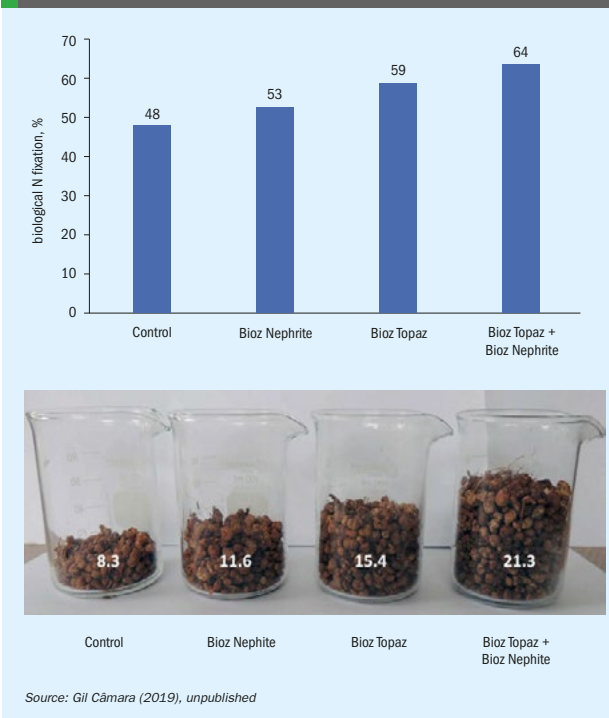 70
60
50
40
30
20
10
0
biological N fixation, %
48
53
59
64
Control
Bioz Nephrite
Bioz Topaz
Bioz Topaz +
Bioz Nephrite
8.3
11.6
15.4
21.3
Control
Bioz Nephite
Bioz Topaz
Bioz Topaz +
Bioz Nephite
Source: Gil Câmara (2019), unpublished